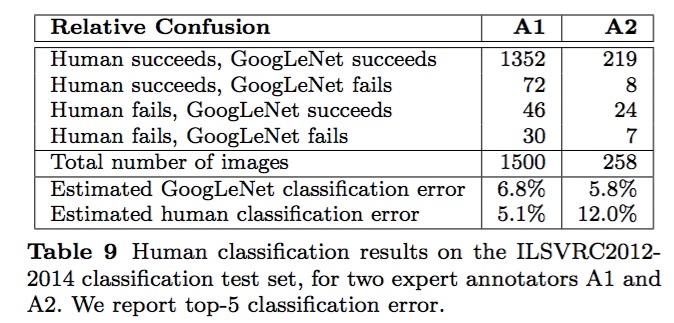 Relative Confusion A1 A2
Human succeeds, GoogLeNet succeeds 1352 219
Human succeeds, GoogLeNet fails 72 8
Human fails, GoogLeNet succeeds 46 24
Human fails, GoogLeNet fails 30 7
Total number of images 1500 258
Estimated GoogLeNet classification error 6.8% 5.8%
Estimated human classification error 5.1% 12.0%
Table 9 Human classification results on the ILSVRC2012-
2014 classification test set, for two expert annotators A1 and
A2. We report top-5 classification error.